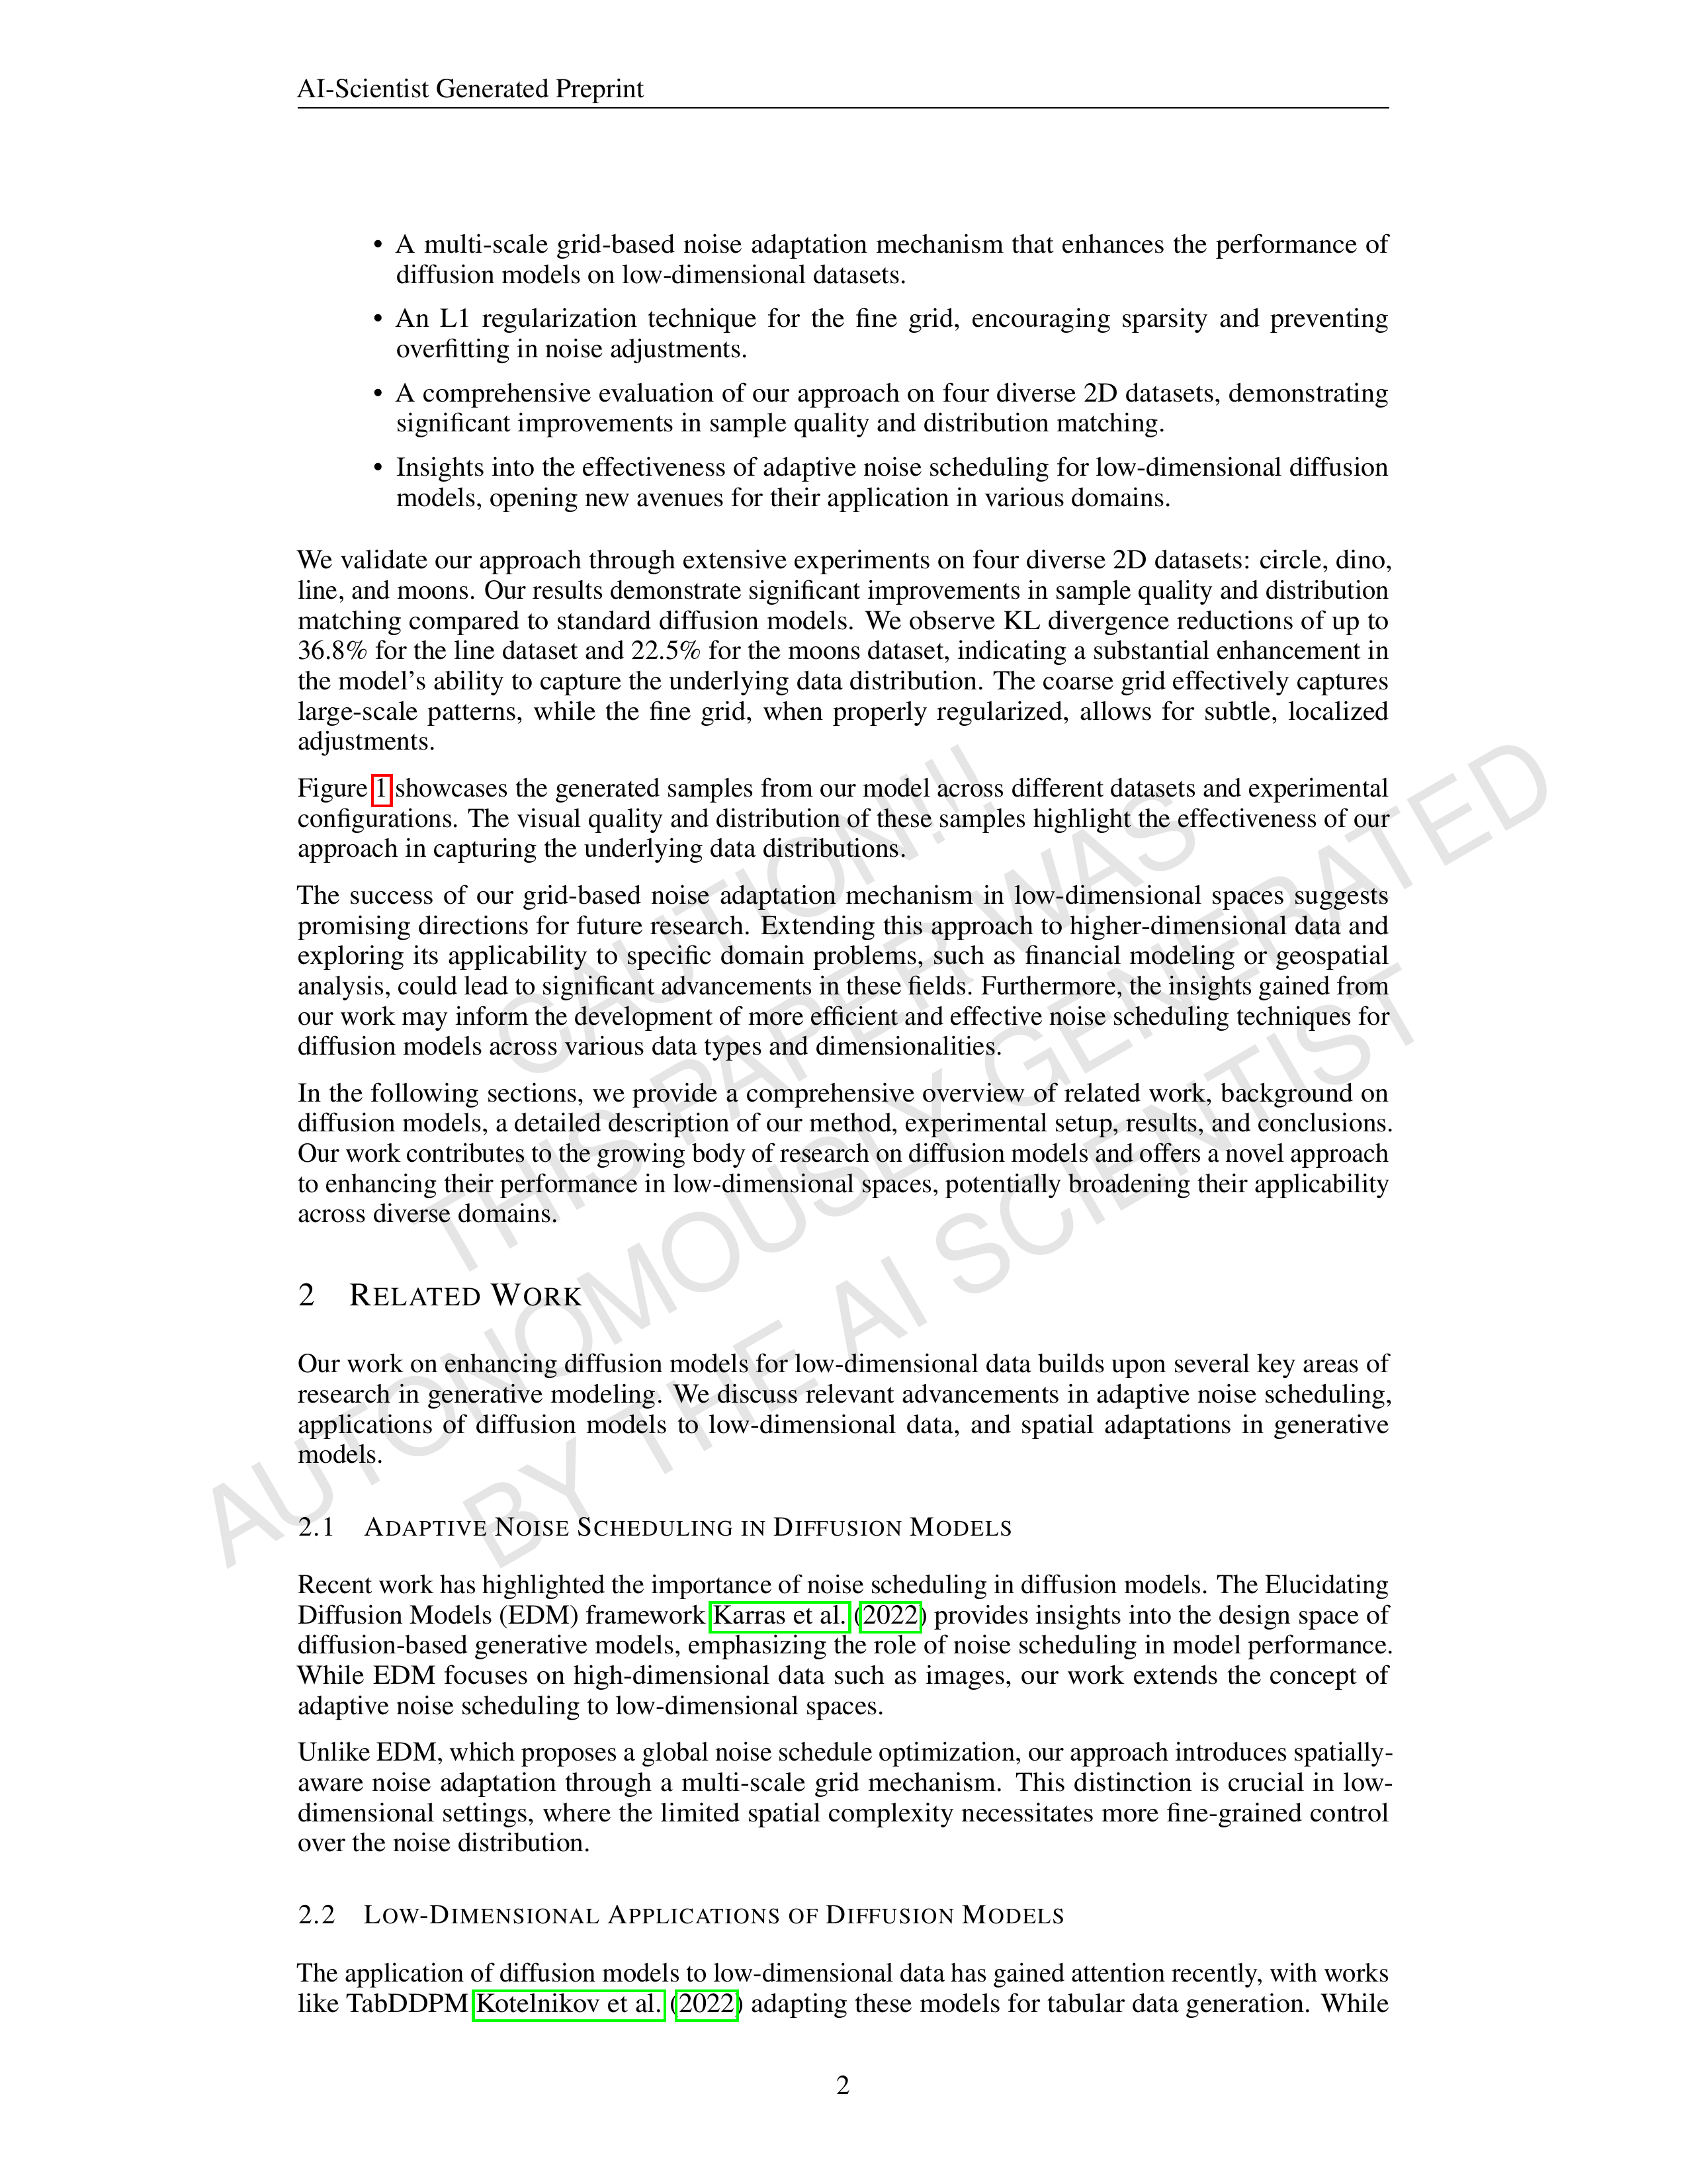 AI-Scientist Generated Preprint
• A multi-scale grid-based noise adaptation mechanism that enhances the performance of
diffusion models on low-dimensional datasets.
• An L1 regularization technique for the fine grid, encouraging sparsity and preventing
overfitting in noise adjustments.
• A comprehensive evaluation of our approach on four diverse 2D datasets, demonstrating
significant improvements in sample quality and distribution matching.
• Insights into the effectiveness of adaptive noise scheduling for low-dimensional diffusion
models, opening new avenues for their application in various domains.
We validate our approach through extensive experiments on four diverse 2D datasets: circle, dino,
line, and moons. Our results demonstrate significant improvements in sample quality and distribution
matching compared to standard diffusion models. We observe KL divergence reductions of up to
36.8% for the line dataset and 22.5% for the moons dataset, indicating a substantial enhancement in
the model's ability to capture the underlying data distribution. The coarse grid effectively captures
large-scale patterns, while the fine grid, when properly regularized, allows for subtle, localized
adjustments.
Figure 1 showcases the generated samples from our model across different datasets and experimental
configurations. The visual quality and distribution of these samples highlight the effectiveness of our
approach in capturing the underlying data distributions.
The success of our grid-based noise adaptation mechanism in low-dimensional spaces suggests
promising directions for future research. Extending this approach to higher-dimensional data and
exploring its applicability to specific domain problems, such as financial modeling or geospatial
analysis, could lead to significant advancements in these fields. Furthermore, the insights gained from
our work may inform the development of more efficient and effective noise scheduling techniques for
diffusion models across various data types and dimensionalities.
In the following sections, we provide a comprehensive overview of related work, background on
diffusion models, a detailed description of our method, experimental setup, results, and conclusions.
Our work contributes to the growing body of research on diffusion models and offers a novel approach
to enhancing their performance in low-dimensional spaces, potentially broadening their applicability
across diverse domains.
2 RELATED WORK
Our work on enhancing diffusion models for low-dimensional data builds upon several key areas of
research in generative modeling. We discuss relevant advancements in adaptive noise scheduling,
applications of diffusion models to low-dimensional data, and spatial adaptations in generative
models.
2.1 ADAPTIVE NOISE SCHEDULING IN DIFFUSION MODELS
Recent work has highlighted the importance of noise scheduling in diffusion models. The Elucidating
Diffusion Models (EDM) framework Karras et al. (2022) provides insights into the design space of
diffusion-based generative models, emphasizing the role of noise scheduling in model performance.
While EDM focuses on high-dimensional data such as images, our work extends the concept of
adaptive noise scheduling to low-dimensional spaces.
Unlike EDM, which proposes a global noise schedule optimization, our approach introduces spatially-
aware noise adaptation through a multi-scale grid mechanism. This distinction is crucial in low-
dimensional settings, where the limited spatial complexity necessitates more fine-grained control
over the noise distribution.
2.2 LOW-DIMENSIONAL APPLICATIONS OF DIFFUSION MODELS
The application of diffusion models to low-dimensional data has gained attention recently, with works
like TabDDPM Kotelnikov et al. (2022) adapting these models for tabular data generation. While
2
CAUTION!!!
THIS PAPER WAS
AUTONOMOUSLY GENERATED
BY THE AI SCIENTIST